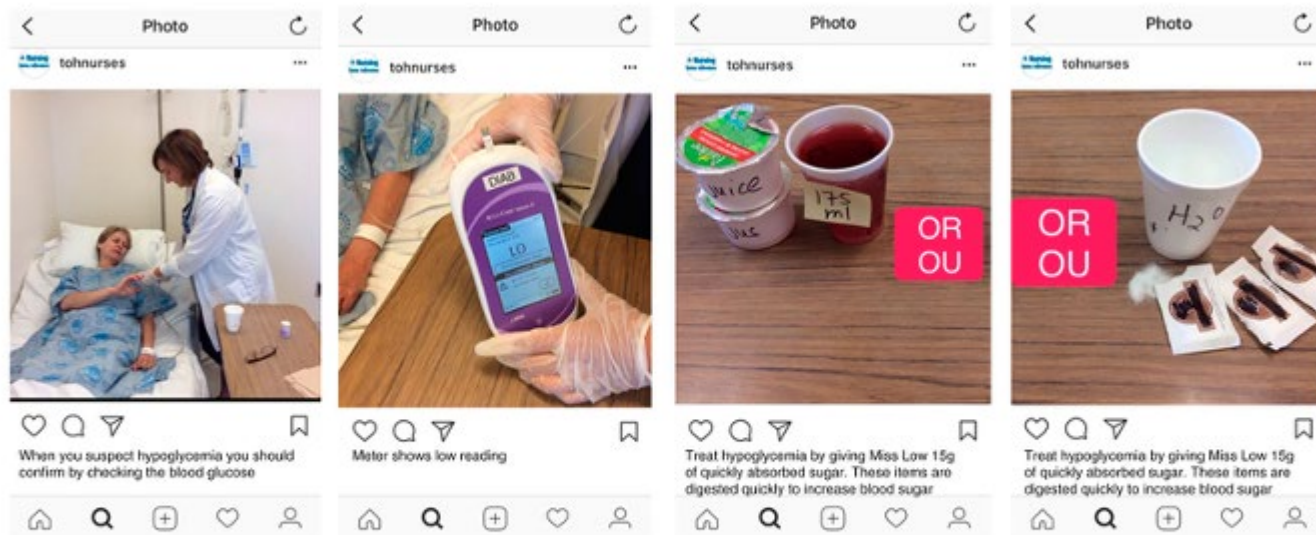 Photo
tohnurses
When you suspect hypoglycemia you should
confirm by checking the blood glucose
Photo
tohnurses
DIAB
LO
Meter shows low reading
Photo
tohnurses
juice
jus
175
ml
OR
OU
Treat hypoglycemia by giving Miss Low 15g
of quickly absorbed sugar. These items are
digested quickly to increase blood sugar
Photo
tohnurses
OR
OU
H₂O
Treat hypoglycemia by giving Miss Low 15g
of quickly absorbed sugar. These items are
digested quickly to increase blood sugar